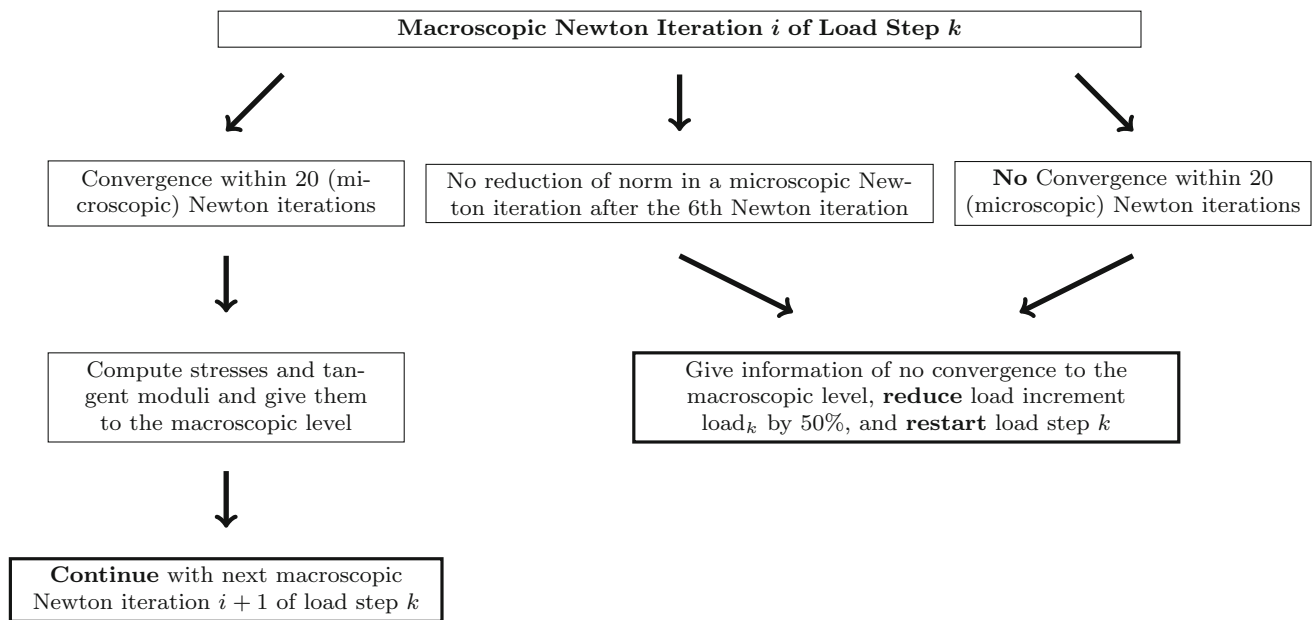 Macroscopic Newton Iteration i of Load Step k
Convergence within 20 (mi-
croscopic) Newton iterations
No reduction of norm in a microscopic New-
ton iteration after the 6th Newton iteration
No Convergence within 20
(microscopic) Newton iterations
Compute stresses and tan-
gent moduli and give them
to the macroscopic level
Give information of no convergence to the
macroscopic level, reduce load increment
loadₖ by 50%, and restart load step k
Continue with next macroscopic
Newton iteration i + 1 of load step k